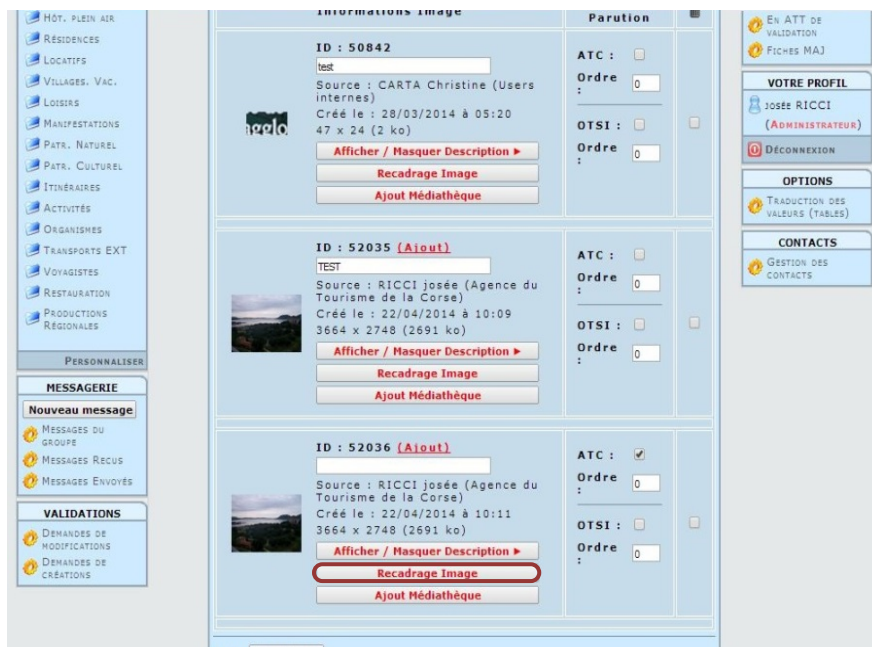 HÔT. PLEIN AIR
RÉSIDENCES
LOCATIFS
VILLAGES. VAC.
LOISIRS
MANIFESTATIONS
PATR. NATUREL
PATR. CULTUREL
ITINÉRAIRES
ACTIVITÉS
ORGANISMES
TRANSPORTS EXT
VOYAGISTES
RESTAURATION
PRODUCTIONS
RÉGIONALES
PERSONNALISER
MESSAGERIE
Nouveau message
MESSAGES DU
GROUPE
MESSAGES RECUS
MESSAGES ENVOYÉS
VALIDATIONS
DEMANDES DE
MODIFICATIONS
DEMANDES DE
CRÉATIONS
Informations Image
Parution
ID : 50842
test
Source : CARTA Christine (Users
internes)
Créé le : 28/03/2014 à 05:20
47 x 24 (2 ko)
Afficher / Masquer Description ►
Recadrage Image
Ajout Médiathèque
agglo
ATC :
Ordre
: 0
OTSI :
Ordre
: 0
ID : 52035 (Ajout)
TEST
Source : RICCI josée (Agence du
Tourisme de la Corse)
Créé le : 22/04/2014 à 10:09
3664 x 2748 (2691 ko)
Afficher / Masquer Description ►
Recadrage Image
Ajout Médiathèque
ATC :
Ordre
: 0
OTSI :
Ordre
: 0
ID : 52036 (Ajout)
Source : RICCI josée (Agence du
Tourisme de la Corse)
Créé le : 22/04/2014 à 10:11
3664 x 2748 (2691 ko)
Afficher / Masquer Description ►
Recadrage Image
Ajout Médiathèque
ATC :
Ordre
: 0
OTSI :
Ordre
: 0
EN ATT DE
VALIDATION
FICHES MAJ
VOTRE PROFIL
JOSÉE RICCI
(ADMINISTRATEUR)
DÉCONNEXION
OPTIONS
TRADUCTION DES
VALEURS (TABLES)
CONTACTS
GESTION DES
CONTACTS